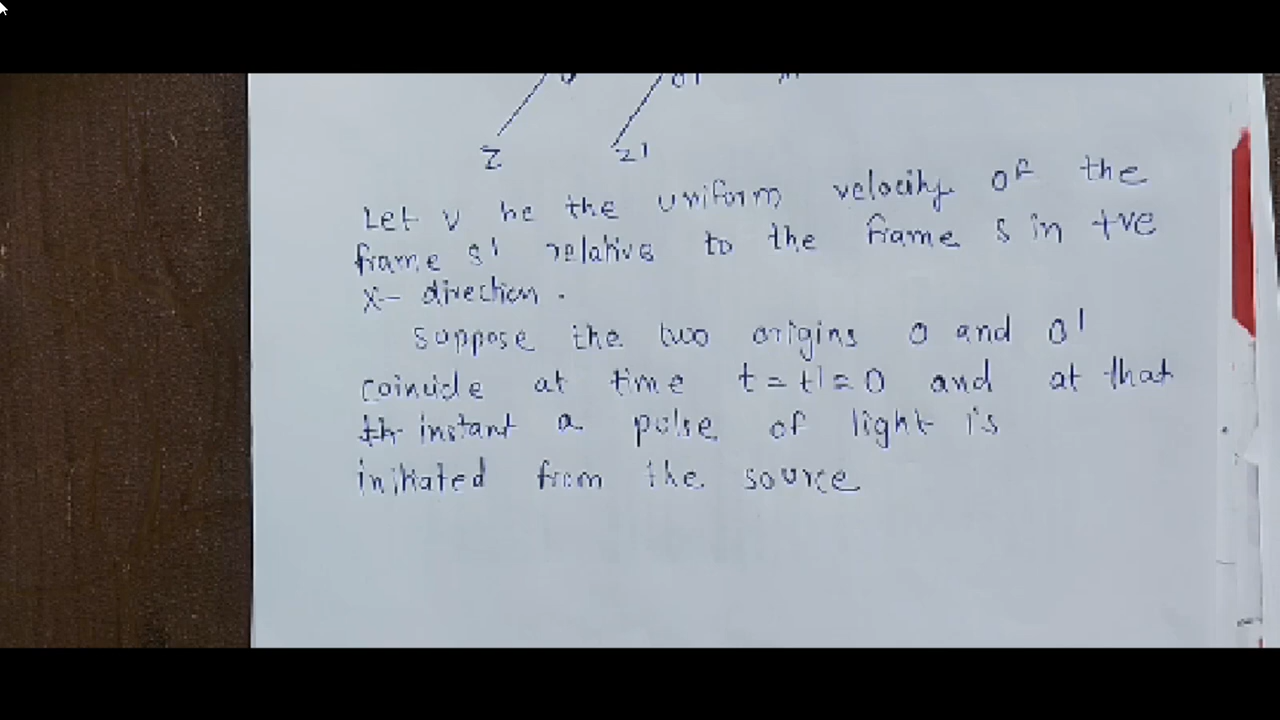 Z Z'
Let v be the uniform velocity of the
frame s' relative to the frame s in +ve
x- direction.
Suppose the two origins O and O'
coincide at time t = t' = 0 and at that
instant a pulse of light is
initiated from the source